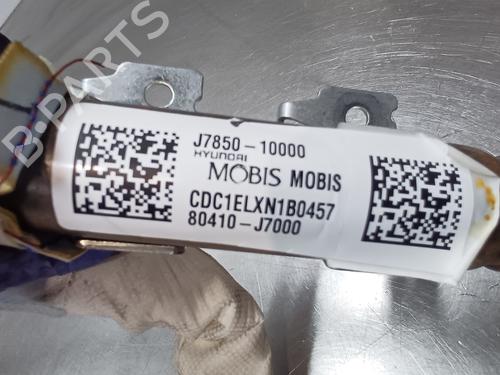 B-PARTS
J7850-10000
HYUNDAI
MOBIS MOBIS
CDC1ELXN1B0457
80410-J7000